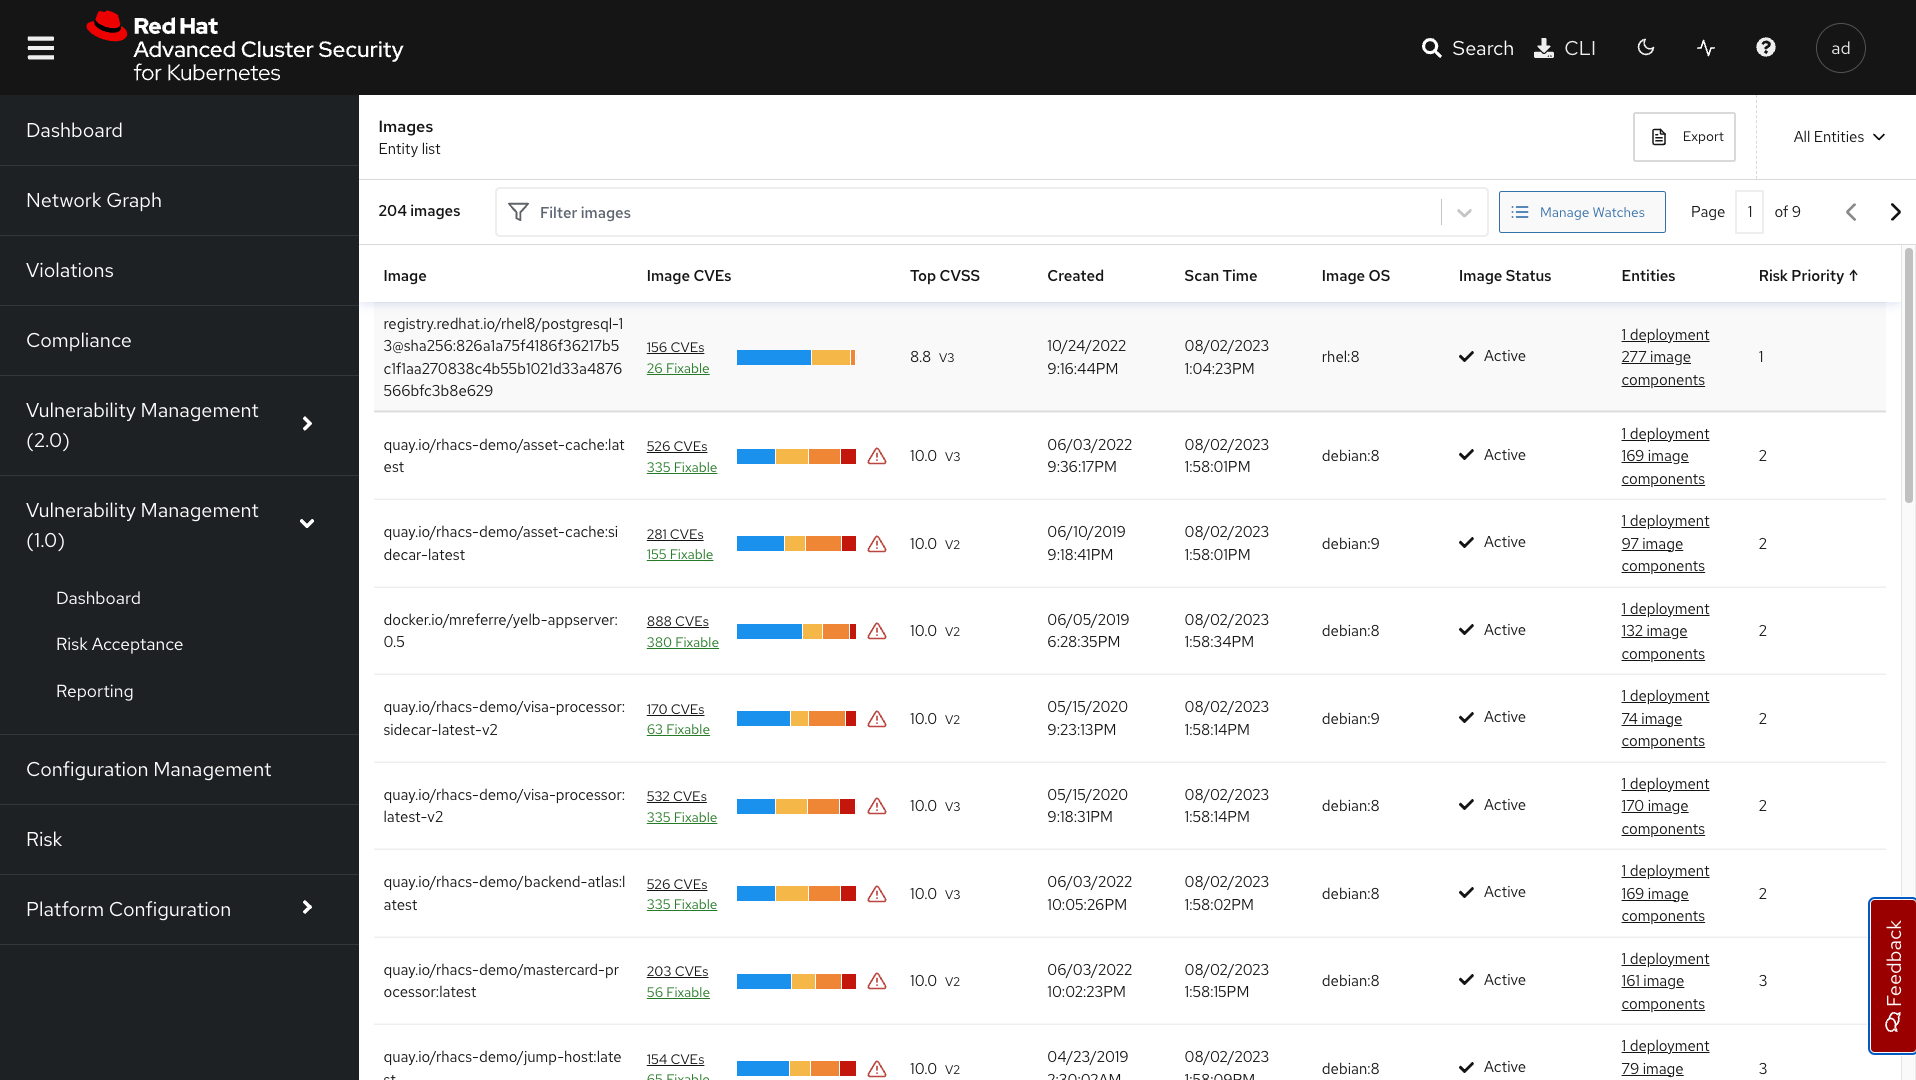 Red Hat
Advanced Cluster Security
for Kubernetes
Search
CLI
ad
Dashboard
Network Graph
Violations
Compliance
Vulnerability Management
(2.0)
Vulnerability Management
(1.0)
Dashboard
Risk Acceptance
Reporting
Configuration Management
Risk
Platform Configuration
Images
Entity list
Export
All Entities
204 images
Filter images
Manage Watches
Page 1 of 9
Image Image CVEs Top CVSS Created Scan Time Image OS Image Status Entities Risk Priority
registry.redhat.io/rhel8/postgresql-1
3@sha256:826a1a75f4186f36217b5
c1f1aa270838c4b55b1021d33a4876
566bfc3b8e629
156 CVEs
26 Fixable
8.8 V3
10/24/2022
9:16:44PM
08/02/2023
1:04:23PM
rhel:8
Active
1 deployment
277 image
components
1
quay.io/rhacs-demo/asset-cache:lat
est
526 CVEs
335 Fixable
10.0 V3
06/03/2022
9:36:17PM
08/02/2023
1:58:01PM
debian:8
Active
1 deployment
169 image
components
2
quay.io/rhacs-demo/asset-cache:si
decar-latest
281 CVEs
155 Fixable
10.0 V2
06/10/2019
9:18:41PM
08/02/2023
1:58:01PM
debian:9
Active
1 deployment
97 image
components
2
docker.io/mreferre/yelb-appserver:
0.5
888 CVEs
380 Fixable
10.0 V2
06/05/2019
6:28:35PM
08/02/2023
1:58:34PM
debian:8
Active
1 deployment
132 image
components
2
quay.io/rhacs-demo/visa-processor:
sidecar-latest-v2
170 CVEs
63 Fixable
10.0 V2
05/15/2020
9:23:13PM
08/02/2023
1:58:14PM
debian:9
Active
1 deployment
74 image
components
2
quay.io/rhacs-demo/visa-processor:
latest-v2
532 CVEs
335 Fixable
10.0 V3
05/15/2020
9:18:31PM
08/02/2023
1:58:14PM
debian:8
Active
1 deployment
170 image
components
2
quay.io/rhacs-demo/backend-atlas:l
atest
526 CVEs
335 Fixable
10.0 V3
06/03/2022
10:05:26PM
08/02/2023
1:58:02PM
debian:8
Active
1 deployment
169 image
components
2
quay.io/rhacs-demo/mastercard-pr
ocessor:latest
203 CVEs
56 Fixable
10.0 V2
06/03/2022
10:02:23PM
08/02/2023
1:58:15PM
debian:8
Active
1 deployment
161 image
components
3
quay.io/rhacs-demo/jump-host:late
st
154 CVEs
65 Fixable
10.0 V2
04/23/2019
2:30:02AM
08/02/2023
1:58:09PM
debian:8
Active
1 deployment
79 image
3
Feedback